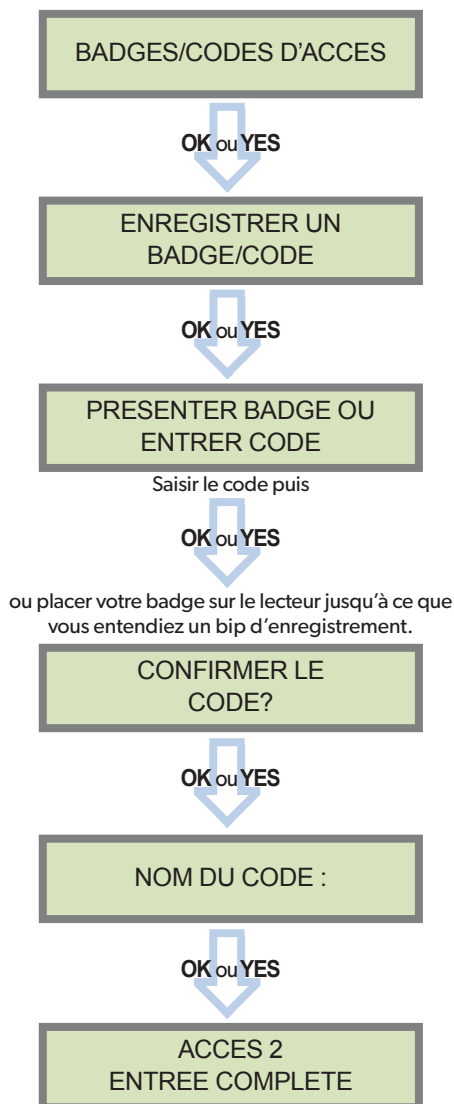 BADGES/CODES D'ACCES
OK ou YES
ENREGISTRER UN
BADGE/CODE
OK ou YES
PRESENTER BADGE OU
ENTRER CODE
Saisir le code puis
OK ou YES
ou placer votre badge sur le lecteur jusqu'à ce que
vous entendiez un bip d'enregistrement.
CONFIRMER LE
CODE?
OK ou YES
NOM DU CODE :
OK ou YES
ACCES 2
ENTREE COMPLETE